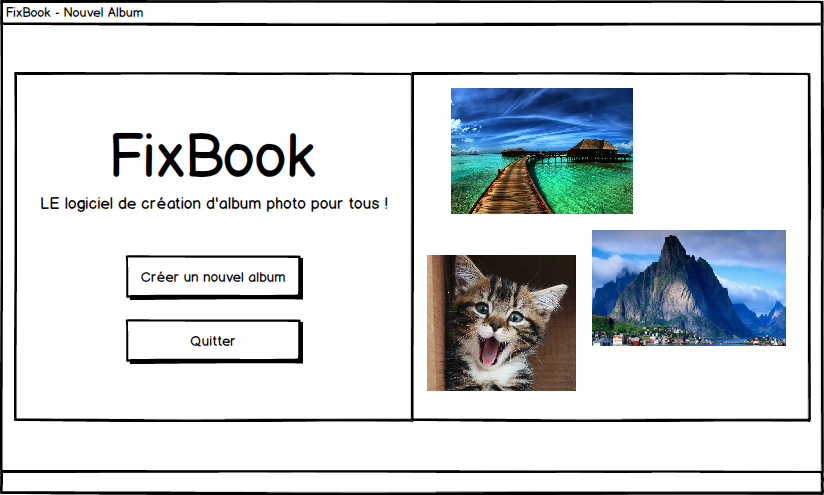 FixBook - Nouvel Album
FixBook
LE logiciel de création d'album photo pour tous !
Créer un nouvel album
Quitter